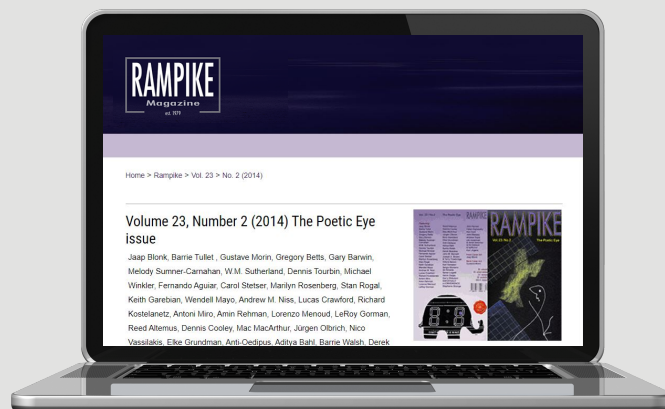 RAMPIKE
Magazine
est. 1979
Home > Rampike > Vol. 23 > No. 2 (2014)
Volume 23, Number 2 (2014) The Poetic Eye
issue
Jaap Blonk, Barrie Tullet , Gustave Morin, Gregory Betts, Gary Barwin,
Melody Sumner-Carnahan, W.M. Sutherland, Dennis Tourbin, Michael
Winkler, Fernando Aguiar, Carol Stetser, Marilyn Rosenberg, Stan Rogal,
Keith Garebian, Wendell Mayo, Andrew M. Niss, Lucas Crawford, Richard
Kostelanetz, Antoni Miro, Amin Rehman, Lorenzo Menoud, LeRoy Gorman,
Reed Altemus, Dennis Cooley, Mac MacArthur, Jürgen Olbrich, Nico
Vassilakis, Elke Grundman, Anti-Oedipus, Aditya Bahl, Barrie Walsh, Derek
RAMPIKE
Vol. 23 No. 2
The Poetic Eye